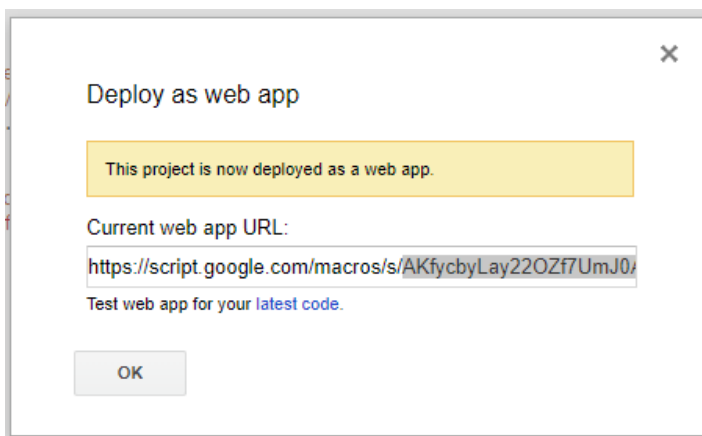 Deploy as web app
This project is now deployed as a web app.
Current web app URL:
https://script.google.com/macros/s/AKfycbyLay22OZf7UmJ0
Test web app for your latest code.
OK